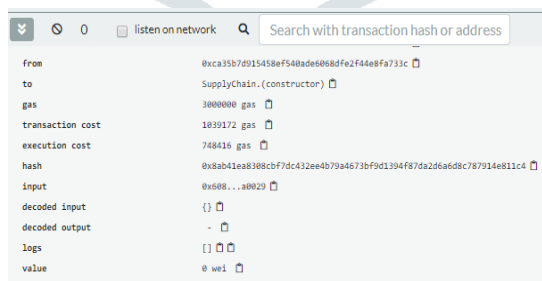 0 listen on network Search with transaction hash or address
from 0xca35b7d915458ef540ade6068dfe2f44e8fa733c
to SupplyChain.(constructor)
gas 3000000 gas
transaction cost 1039172 gas
execution cost 748416 gas
hash 0x8ab41ea8308cbf7dc432ee4b79a4673bf9d1394f87da2d6a6d8c787914e811c4
input 0x608...a0029
decoded input {}
decoded output -
logs []
value 0 wei